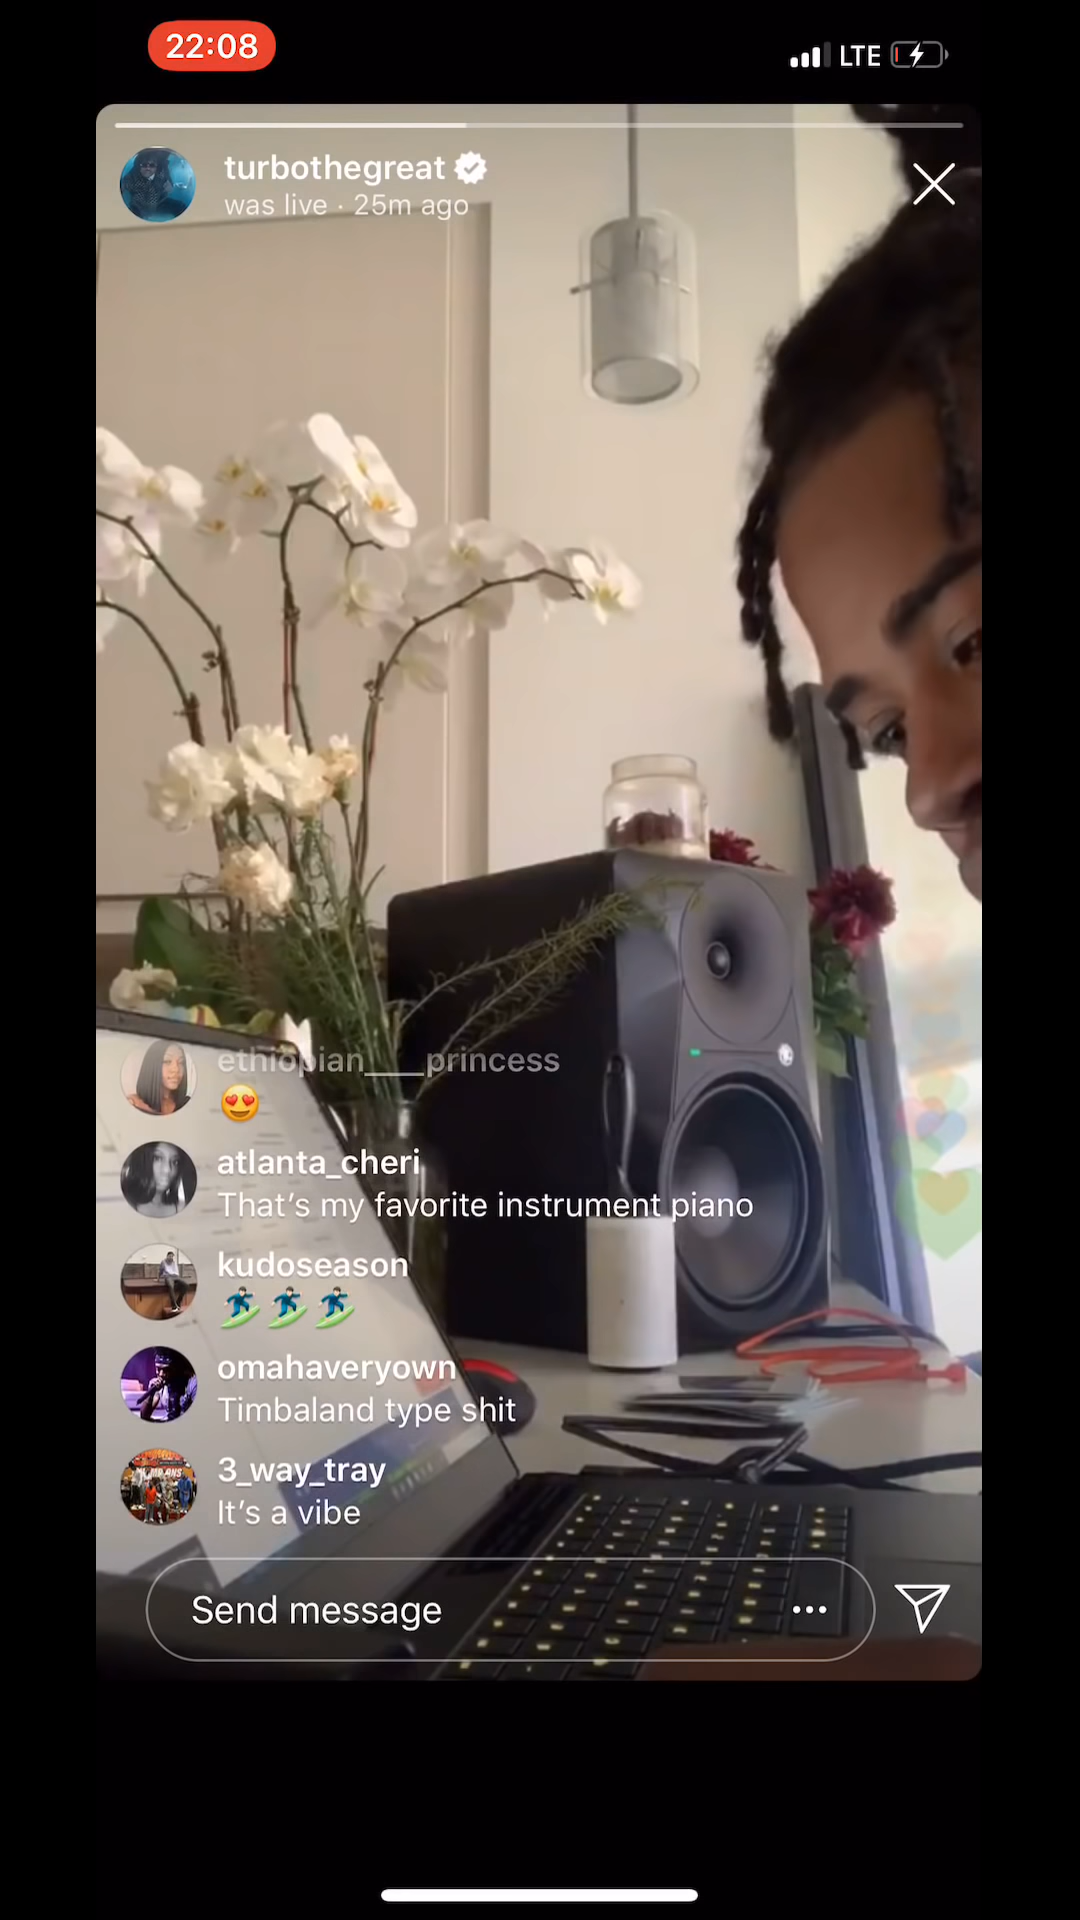 22:08
LTE
turbothegreat
was live · 25m ago
ethiopian___princess
😍
atlanta_cheri
That’s my favorite instrument piano
kudoseason
🏄🏻‍♂️🏄🏻‍♂️🏄🏻‍♂️
omahaveryown
Timbaland type shit
3_way_tray
It’s a vibe
Send message